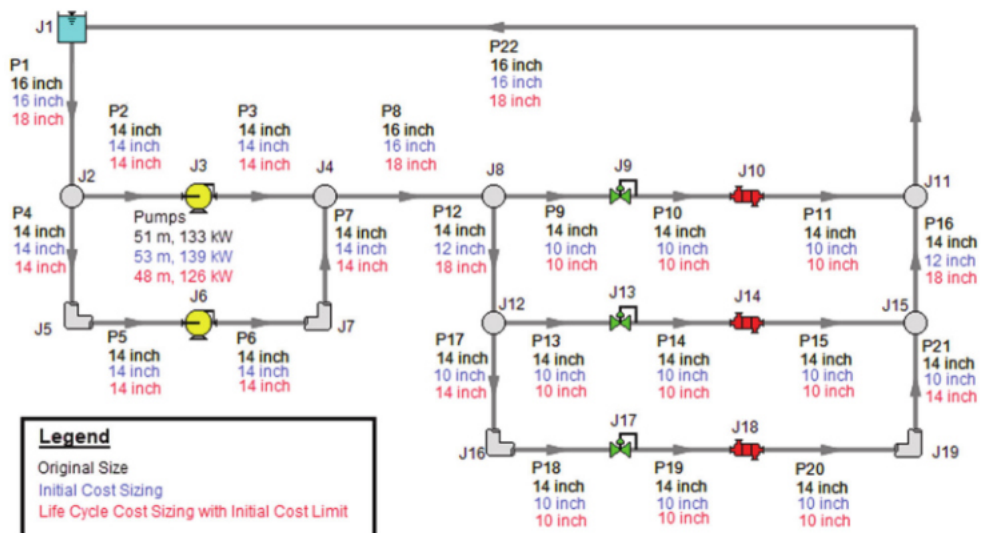 J1
P22
16 inch
16 inch
18 inch
P1
16 inch
16 inch
18 inch
P2
14 inch
14 inch
14 inch
P3
14 inch
14 inch
14 inch
P8
16 inch
16 inch
18 inch
J2
J3
J4
J8
J9
J10
J11
P4
14 inch
14 inch
14 inch
Pumps
51 m, 133 kW
53 m, 139 kW
48 m, 126 kW
P7
14 inch
14 inch
14 inch
P12
14 inch
12 inch
18 inch
P9
14 inch
10 inch
10 inch
P10
14 inch
10 inch
10 inch
P11
14 inch
10 inch
10 inch
P16
14 inch
12 inch
18 inch
J5
J6
J7
J12
J13
J14
J15
P5
14 inch
14 inch
14 inch
P6
14 inch
14 inch
14 inch
P17
14 inch
10 inch
14 inch
P13
14 inch
10 inch
10 inch
P14
14 inch
10 inch
10 inch
P15
14 inch
10 inch
10 inch
P21
14 inch
10 inch
14 inch
J16
J17
J18
J19
P18
14 inch
10 inch
10 inch
P19
14 inch
10 inch
10 inch
P20
14 inch
10 inch
10 inch
Legend
Original Size
Initial Cost Sizing
Life Cycle Cost Sizing with Initial Cost Limit